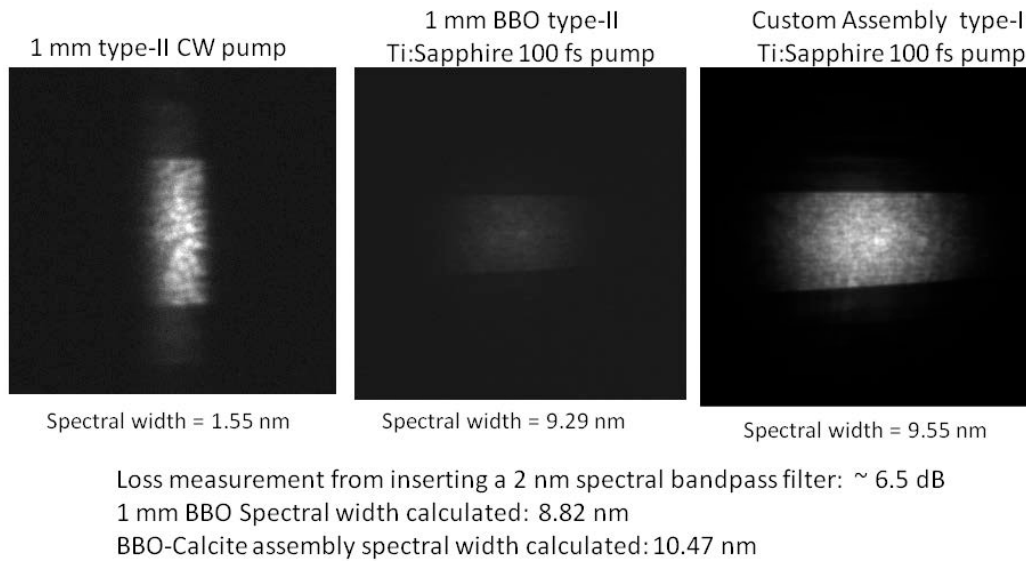 1 mm type-II CW pump
1 mm BBO type-II
Ti:Sapphire 100 fs pump
Custom Assembly type-I
Ti:Sapphire 100 fs pump
Spectral width = 1.55 nm
Spectral width = 9.29 nm
Spectral width = 9.55 nm
Loss measurement from inserting a 2 nm spectral bandpass filter: ~ 6.5 dB
1 mm BBO Spectral width calculated: 8.82 nm
BBO-Calcite assembly spectral width calculated: 10.47 nm